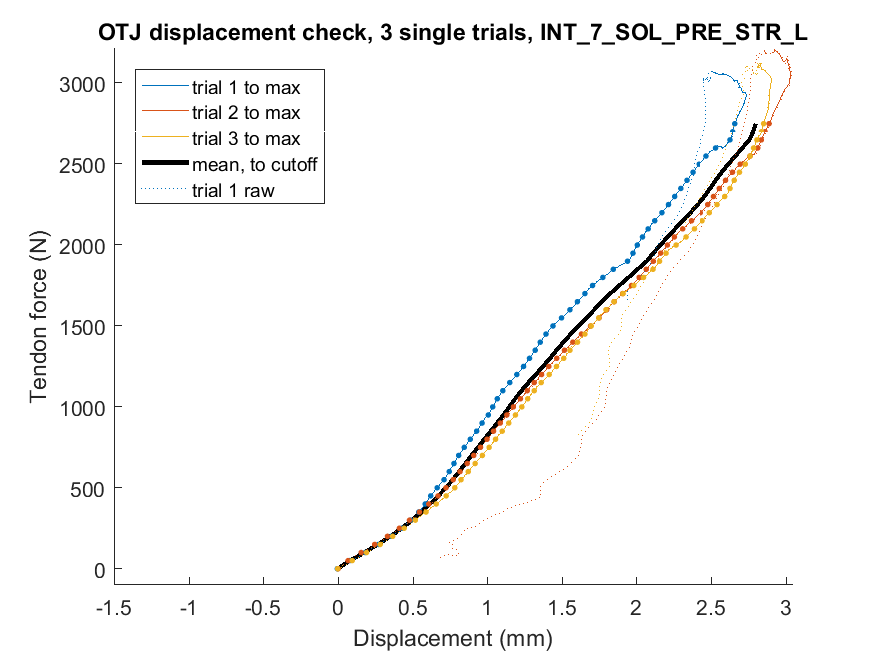 OTJ displacement check, 3 single trials, INT_7_SOL_PRE_STR_L
trial 1 to max
trial 2 to max
trial 3 to max
mean, to cutoff
trial 1 raw
Tendon force (N)
3000
2500
2000
1500
1000
500
0
-1.5 -1 -0.5 0 0.5 1 1.5 2 2.5 3
Displacement (mm)